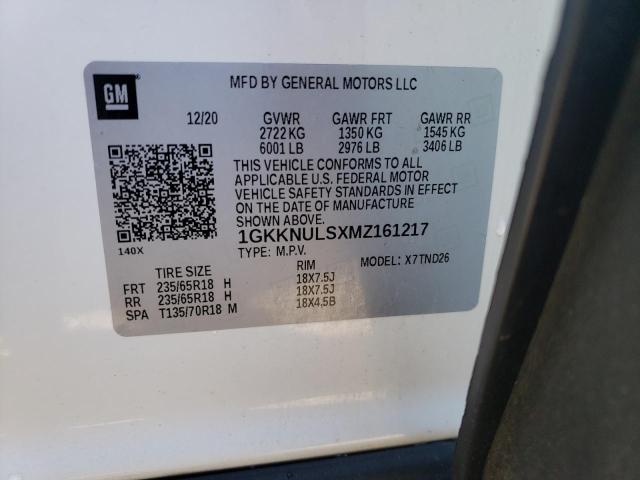 GM
MFD BY GENERAL MOTORS LLC
12/20 GVWR GAWR FRT GAWR RR
2722 KG 1350 KG 1545 KG
6001 LB 2976 LB 3406 LB
THIS VEHICLE CONFORMS TO ALL
APPLICABLE U.S. FEDERAL MOTOR
VEHICLE SAFETY STANDARDS IN EFFECT
ON THE DATE OF MANUFACTURE
SHOWN ABOVE.
140X 1GKKNULSXMZ161217
TYPE: M.P.V. MODEL: X7TND26
TIRE SIZE RIM
FRT 235/65R18 H 18X7.5J
RR 235/65R18 H 18X7.5J
SPA T135/70R18 M 18X4.5B